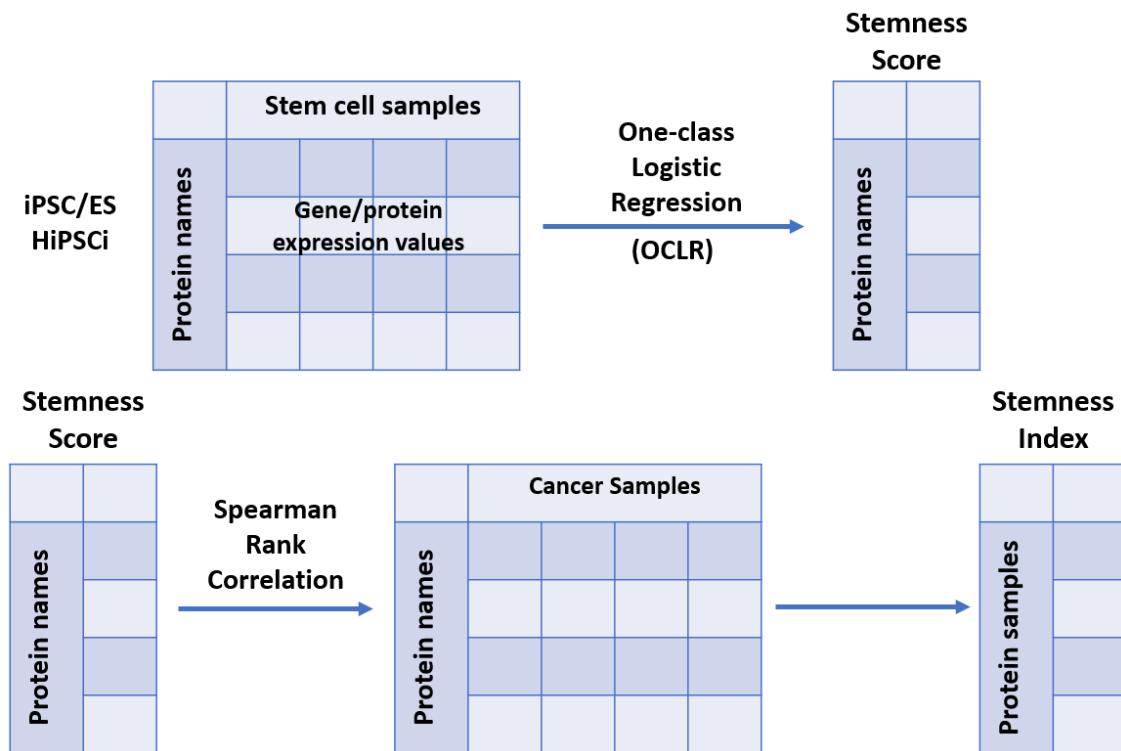 Stemness
Score
Stem cell samples
One-class
Logistic
Regression
(OCLR)
iPSC/ES
HiPSCi
Protein names
Gene/protein
expression values
Protein names
Stemness
Score
Stemness
Index
Spearman
Rank
Correlation
Cancer Samples
Protein names
Protein names
Protein samples